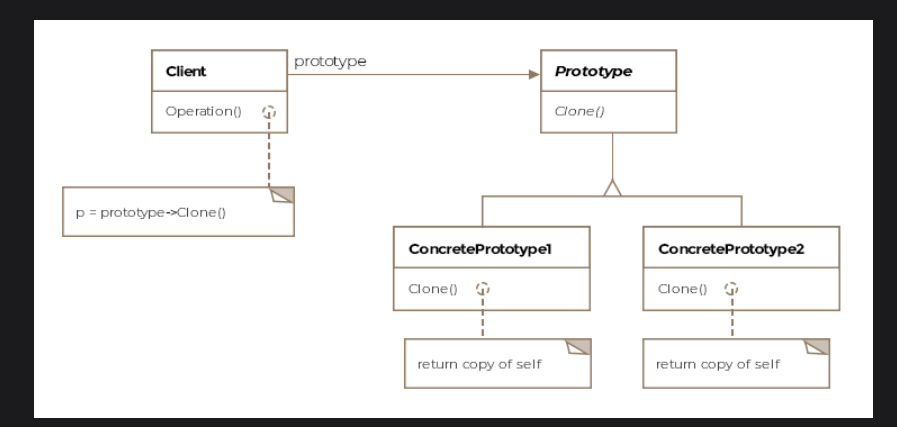 Client
prototype
Prototype
Operation()
Clone()
p = prototype->Clone()
ConcretePrototype1
ConcretePrototype2
Clone()
Clone()
return copy of self
return copy of self